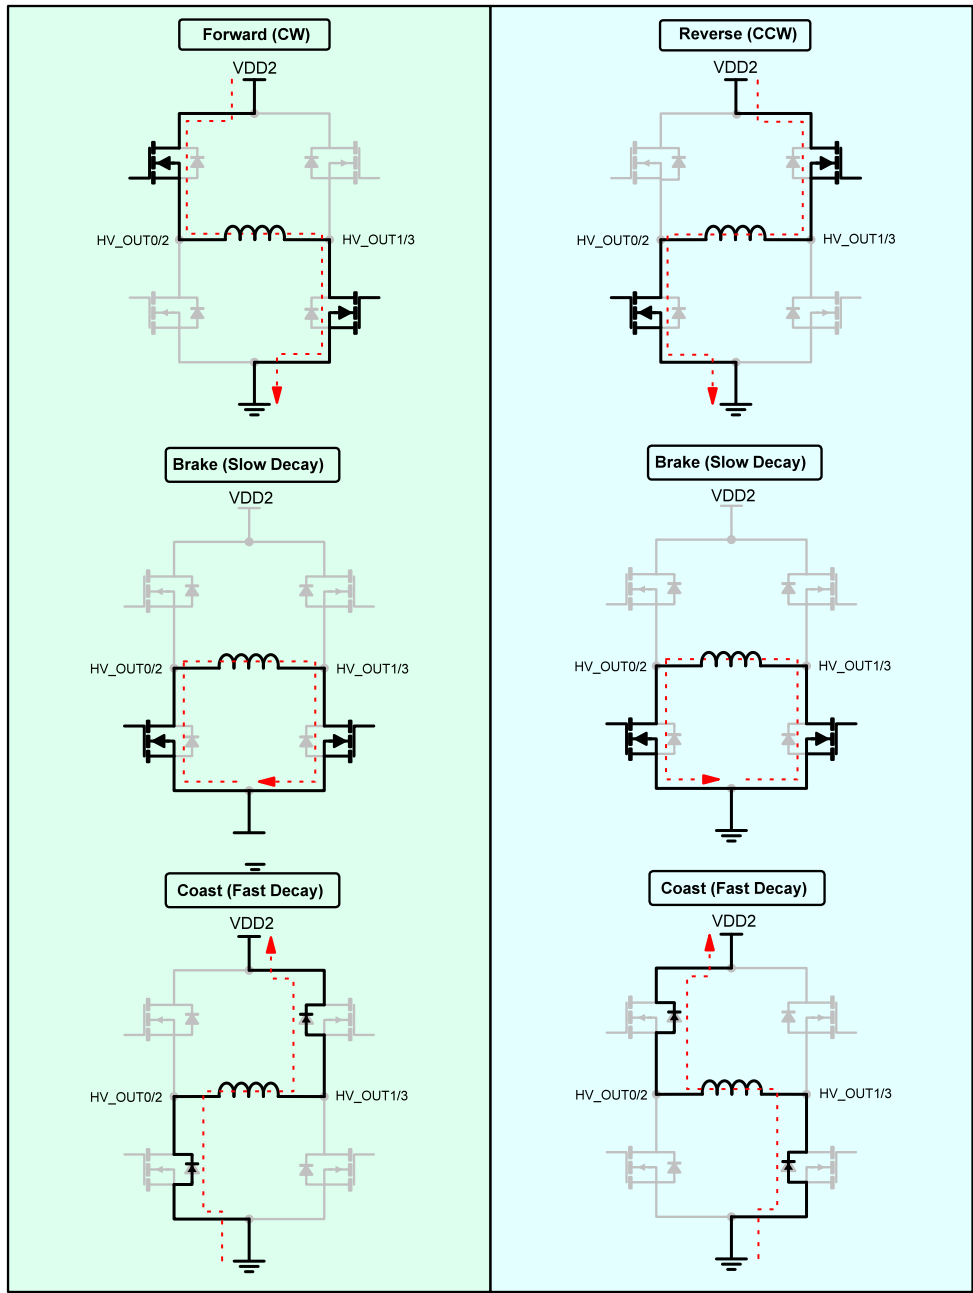 Forward (CW)
VDD2
HV_OUT0/2
HV_OUT1/3
Brake (Slow Decay)
VDD2
HV_OUT0/2
HV_OUT1/3
Coast (Fast Decay)
VDD2
HV_OUT0/2
HV_OUT1/3
Reverse (CCW)
VDD2
HV_OUT0/2
HV_OUT1/3
Brake (Slow Decay)
VDD2
HV_OUT0/2
HV_OUT1/3
Coast (Fast Decay)
VDD2
HV_OUT0/2
HV_OUT1/3